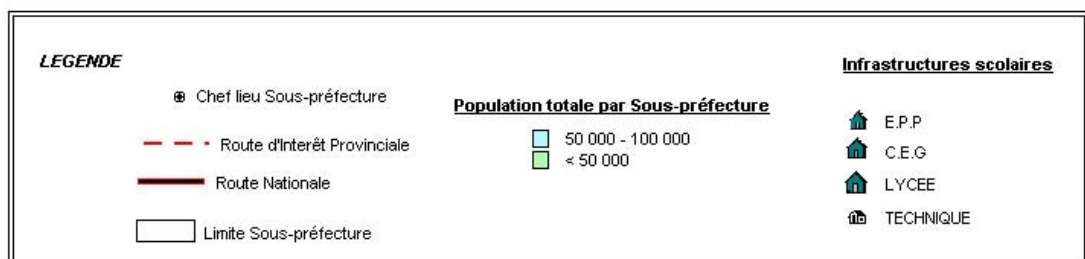 LEGENDE
Chef lieu Sous-préfecture
Route d'Interêt Provinciale
Route Nationale
Limite Sous-préfecture
Population totale par Sous-préfecture
50 000 - 100 000
< 50 000
Infrastructures scolaires
E.P.P
C.E.G
LYCEE
TECHNIQUE